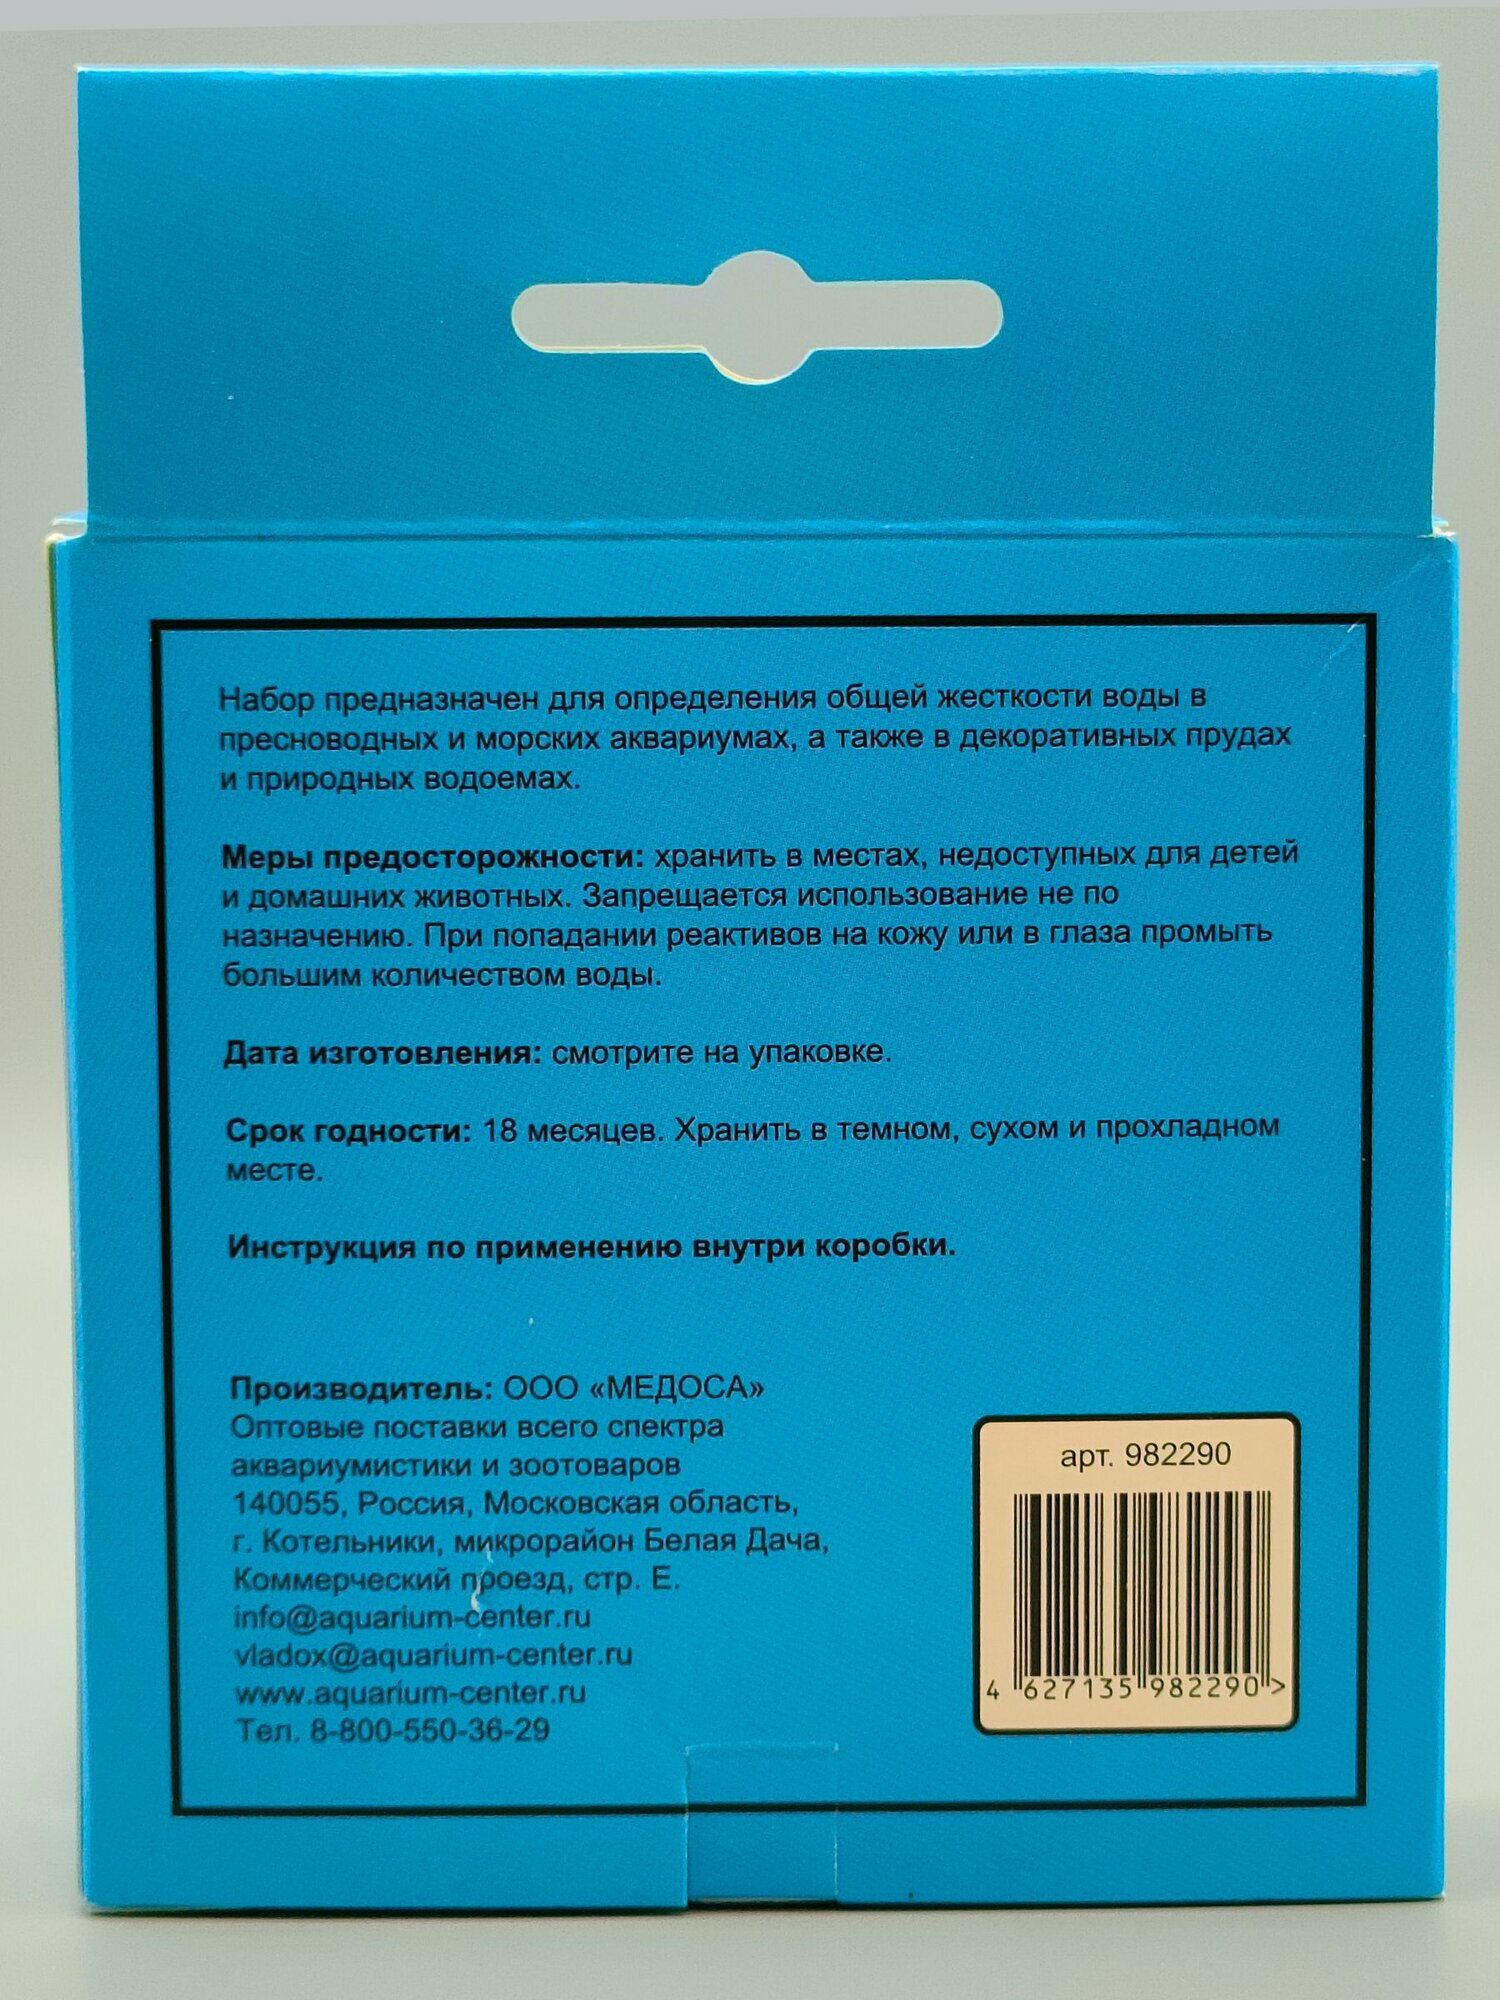 Набор предназначен для определения общей жесткости воды в
пресноводных и морских аквариумах, а также в декоративных прудах
и природных водоемах.
Меры предосторожности: хранить в местах, недоступных для детей
и домашних животных. Запрещается использование не по
назначению. При попадании реактивов на кожу или в глаза промыть
большим количеством воды.
Дата изготовления: смотрите на упаковке.
Срок годности: 18 месяцев. Хранить в темном, сухом и прохладном
месте.
Инструкция по применению внутри коробки.
Производитель: ООО «МЕДОСА»
Оптовые поставки всего спектра
аквариумистики и зоотоваров
140055, Россия, Московская область,
г. Котельники, микрорайон Белая Дача,
Коммерческий проезд, стр. Е.
info@aquarium-center.ru
vladox@aquarium-center.ru
www.aquarium-center.ru
Тел. 8-800-550-36-29
арт. 982290
4 627135 982290 >